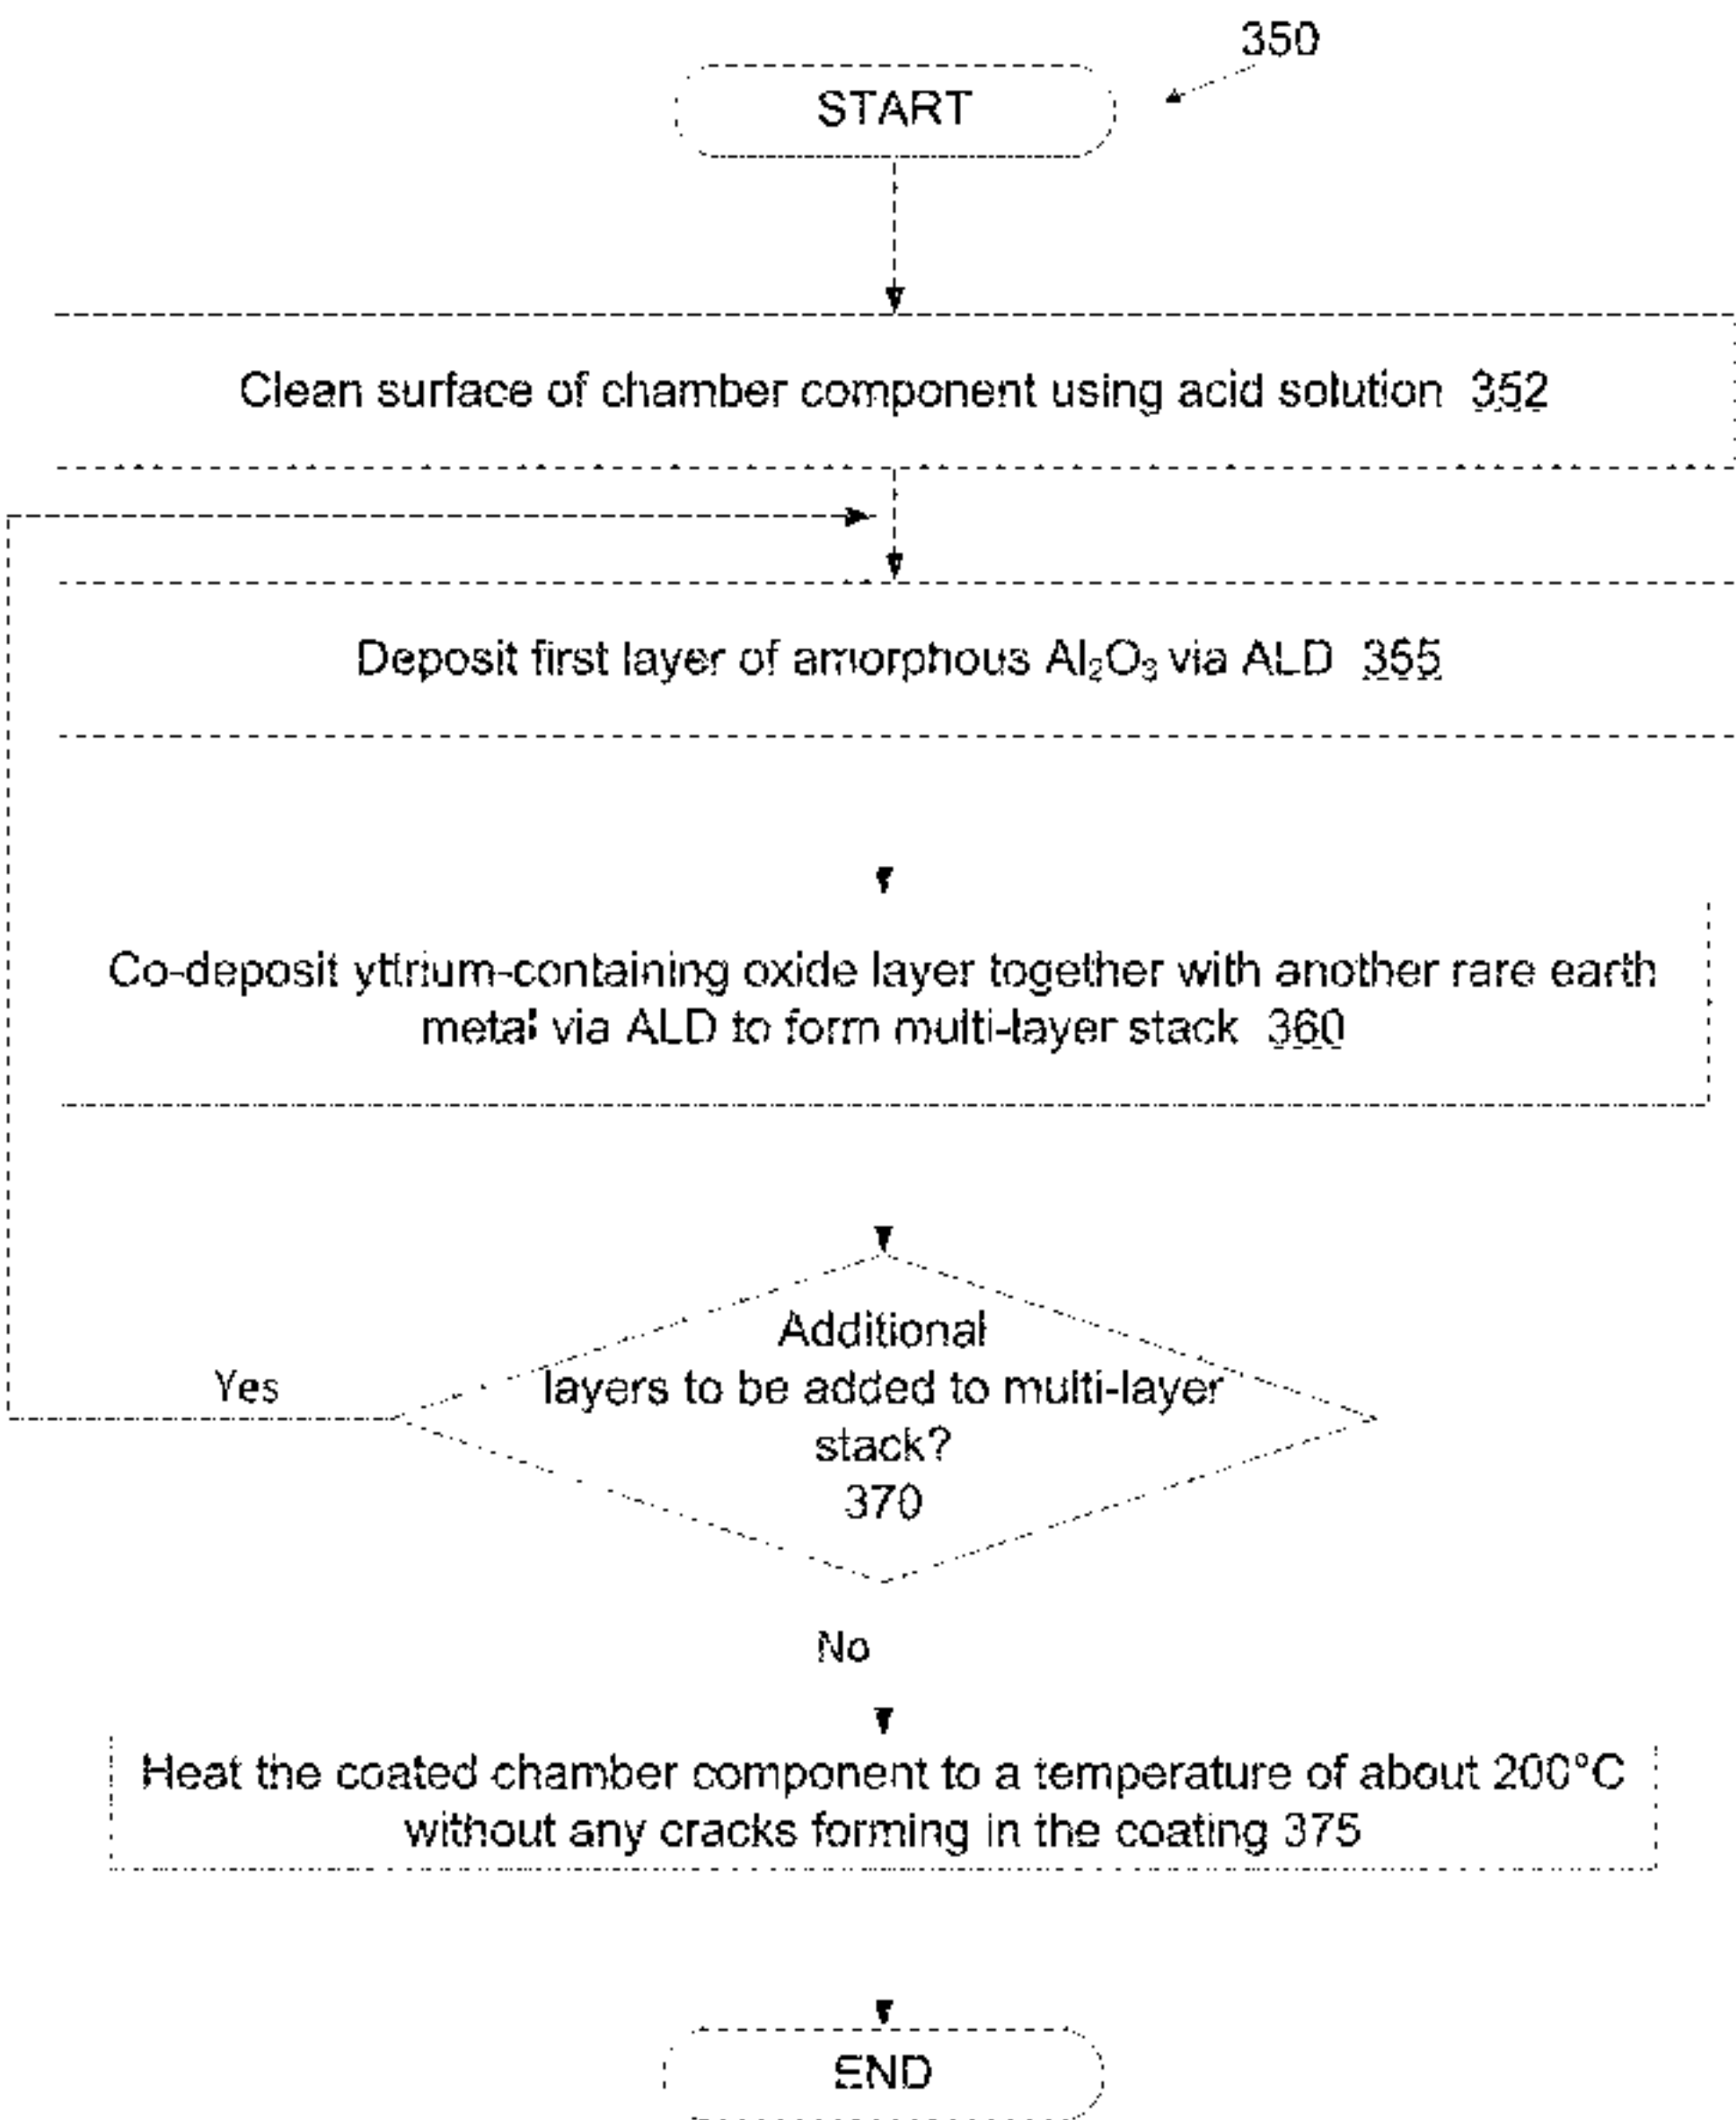 350
START
Clean surface of chamber component using acid solution 352
Deposit first layer of amorphous Al₂O₃ via ALD 355
Co-deposit yttrium-containing oxide layer together with another rare earth
metal via ALD to form multi-layer stack 360
Additional
layers to be added to multi-layer
stack?
370
Yes
No
Heat the coated chamber component to a temperature of about 200°C
without any cracks forming in the coating 375
END